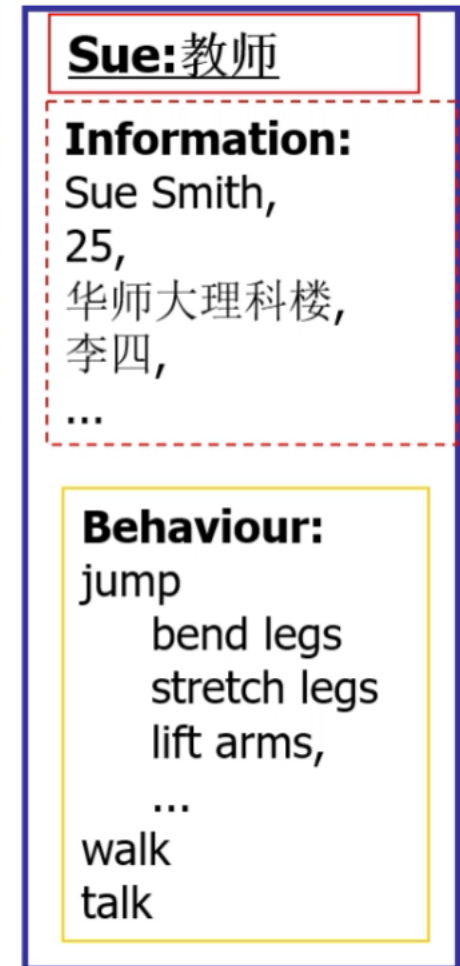 Sue:教师
Information:
Sue Smith,
25,
华师大理科楼,
李四,
...
Behaviour:
jump
bend legs
stretch legs
lift arms,
...
walk
talk